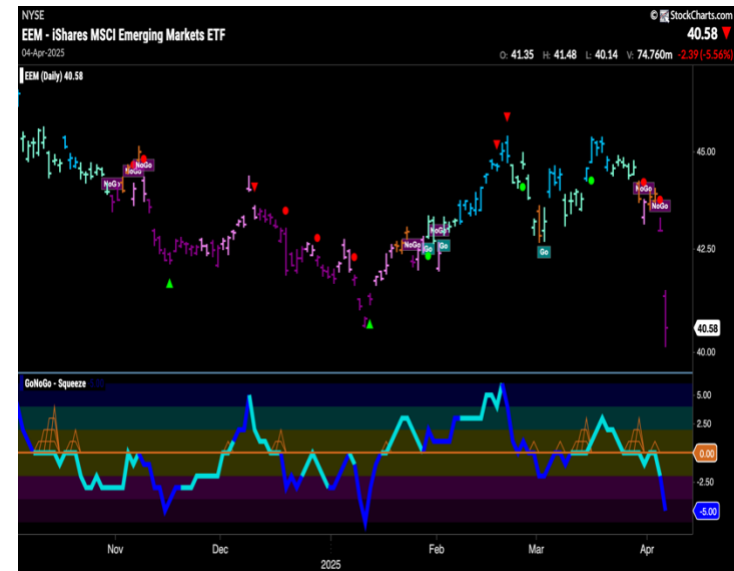 NYSE
© StockCharts.com
EEM - iShares MSCI Emerging Markets ETF
40.58
04-Apr-2025
O: 41.35 H: 41.48 L: 40.14 V: 74.760m -2.39 (-5.56%)
EEM (Daily) 40.58
45.00
NoGo
NoGo
NoGo
NoGo
NoGo
NoGo
NoGo
Go
Go
Go
42.50
40.58
40.00
GoNoGo - Squeeze
5.00
2.50
0.00
-2.50
-5.00
Nov Dec 2025 Feb Mar Apr